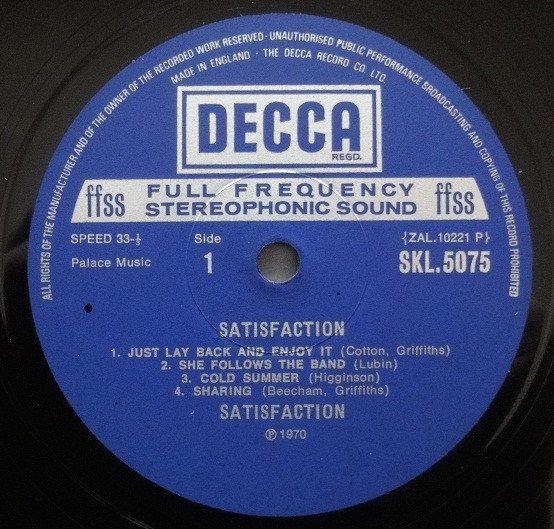 ALL RIGHTS OF THE MANUFACTURER AND OF THE OWNER OF THE RECORDED WORK RESERVED · UNAUTHORISED PUBLIC PERFORMANCE BROADCASTING AND COPYING OF THIS RECORD PROHIBITED
MADE IN ENGLAND · THE DECCA RECORD CO LTD.
DECCA
REGD.
ffss FULL FREQUENCY STEREOPHONIC SOUND ffss
SPEED 33-⅓ Side {ZAL.10221 P}
Palace Music 1 SKL.5075
SATISFACTION
1. JUST LAY BACK AND ENJOY IT (Cotton, Griffiths)
2. SHE FOLLOWS THE BAND (Lubin)
3. COLD SUMMER (Higginson)
4. SHARING (Beecham, Griffiths)
SATISFACTION
℗ 1970